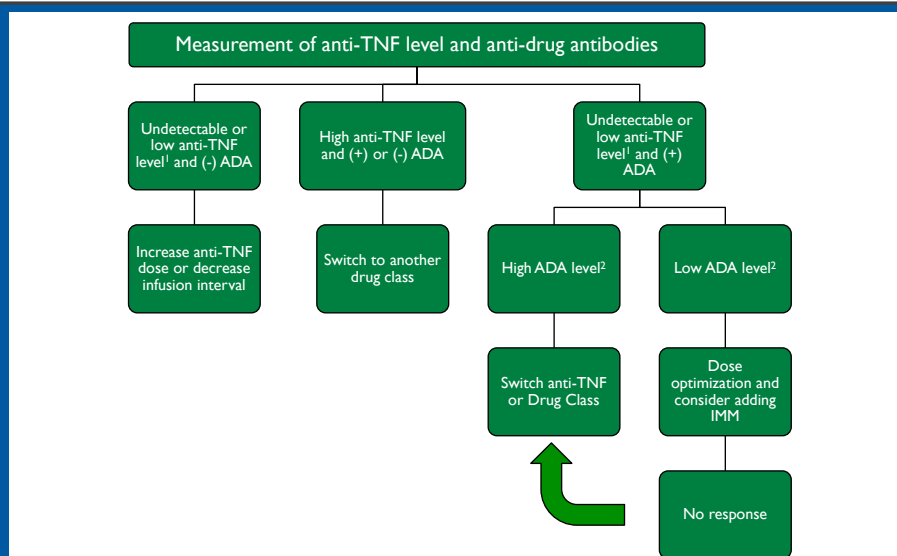 Measurement of anti-TNF level and anti-drug antibodies
Undetectable or
low anti-TNF
level¹ and (-) ADA
High anti-TNF level
and (+) or (-) ADA
Undetectable or
low anti-TNF
level¹ and (+)
ADA
Increase anti-TNF
dose or decrease
infusion interval
Switch to another
drug class
High ADA level²
Low ADA level²
Switch anti-TNF
or Drug Class
Dose
optimization and
consider adding
IMM
No response